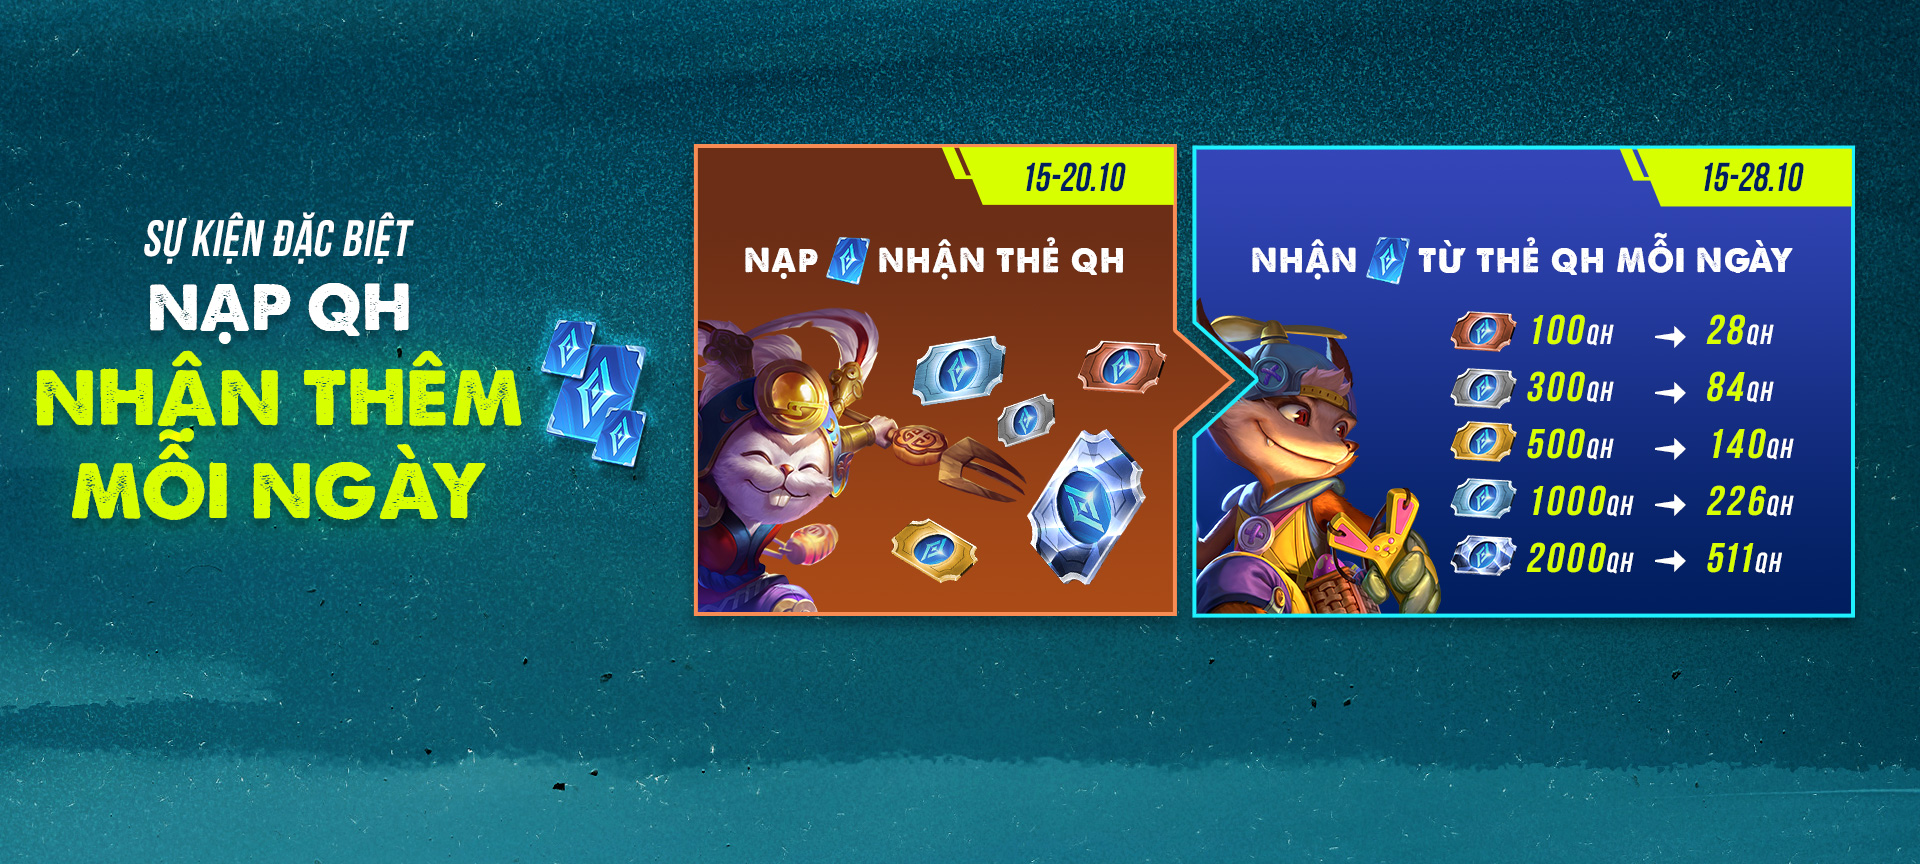 SỰ KIỆN ĐẶC BIỆT
NẠP QH
NHẬN THÊM
MỖI NGÀY
15-20.10
NẠP NHẬN THẺ QH
15-28.10
NHẬN TỪ THẺ QH MỖI NGÀY
100QH → 28QH
300QH → 84QH
500QH → 140QH
1000QH → 226QH
2000QH → 511QH